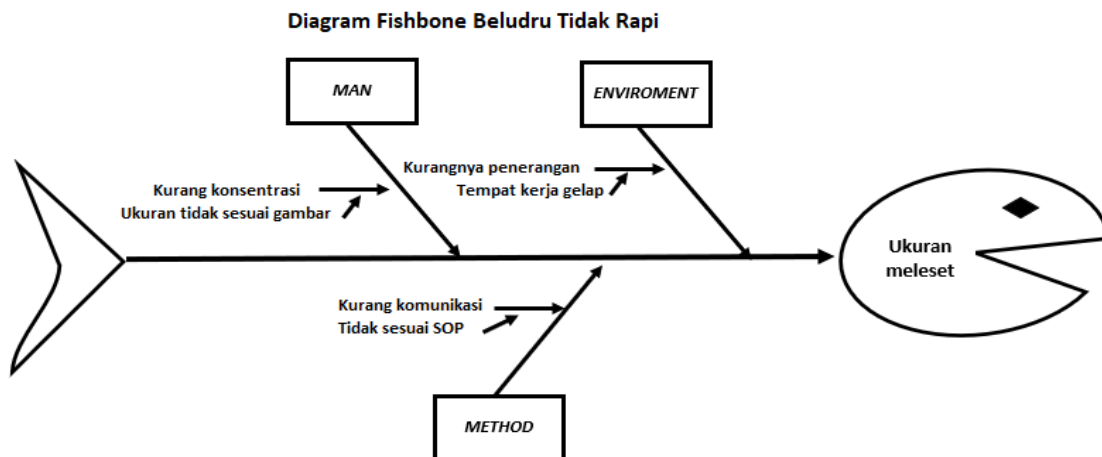 Diagram Fishbone Beludru Tidak Rapi
MAN
ENVIROMENT
Kurang konsentrasi
Ukuran tidak sesuai gambar
Kurangnya penerangan
Tempat kerja gelap
Ukuran
meleset
Kurang komunikasi
Tidak sesuai SOP
METHOD